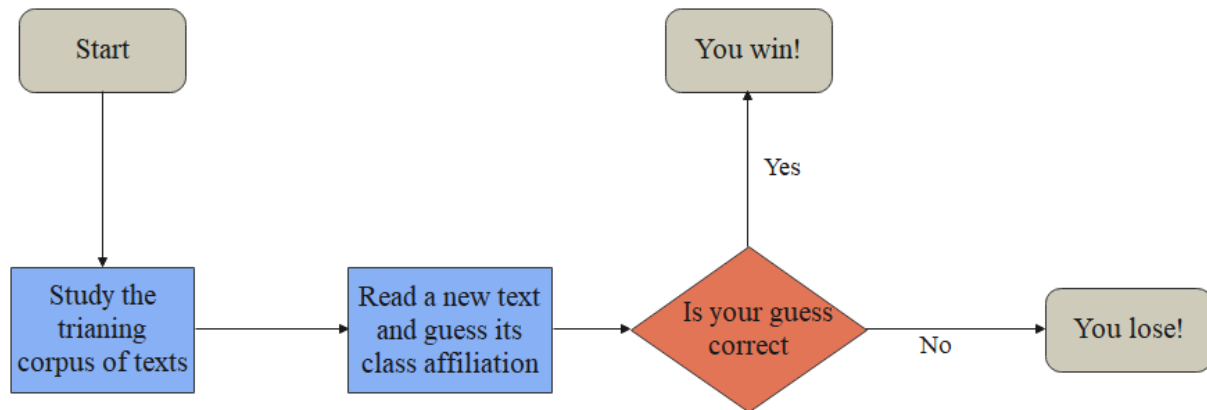 Start
You win!
Yes
Study the
trianing
corpus of texts
Read a new text
and guess its
class affiliation
Is your guess
correct
No
You lose!